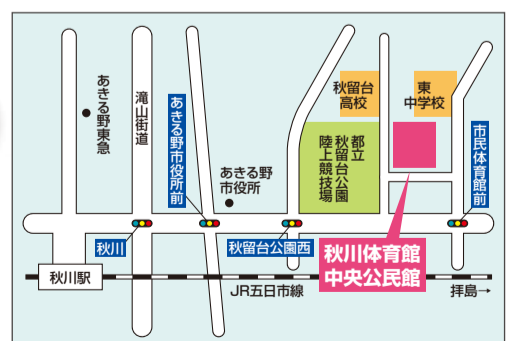 あきる野東急
滝山街道
あきる野市役所前
あきる野
市役所
秋留台
高校
東
中学校
都立
秋留台公園
陸上競技場
市民体育館前
秋川
秋留台公園西
秋川体育館
中央公民館
秋川駅
JR五日市線
拝島→